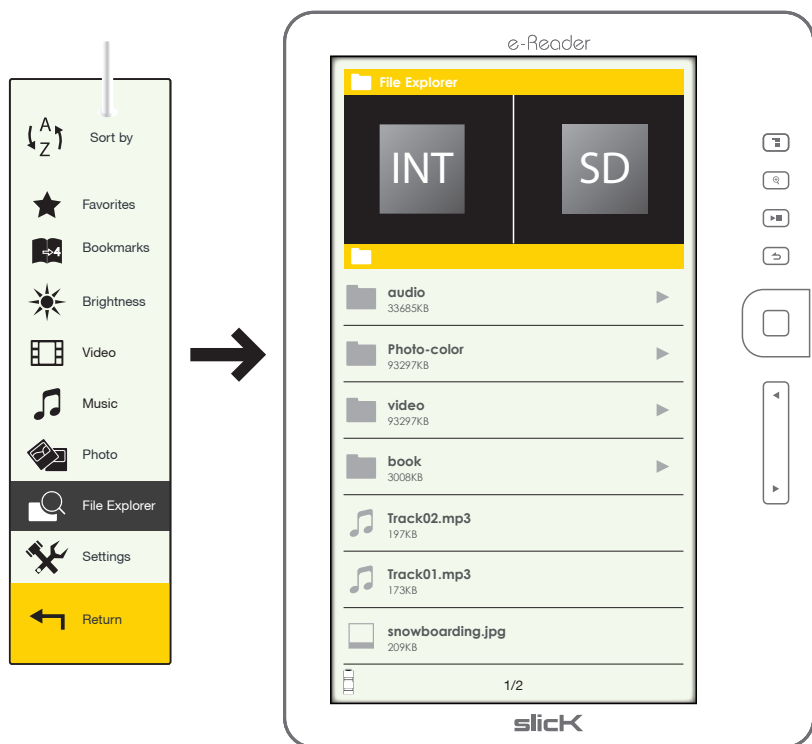 A
Z
Sort by
Favorites
4
Bookmarks
Brightness
Video
Music
Photo
File Explorer
Settings
Return
e-Reader
File Explorer
INT
SD
audio
33685KB
Photo-color
93297KB
video
93297KB
book
3008KB
Track02.mp3
197KB
Track01.mp3
173KB
snowboarding.jpg
209KB
1/2
slick